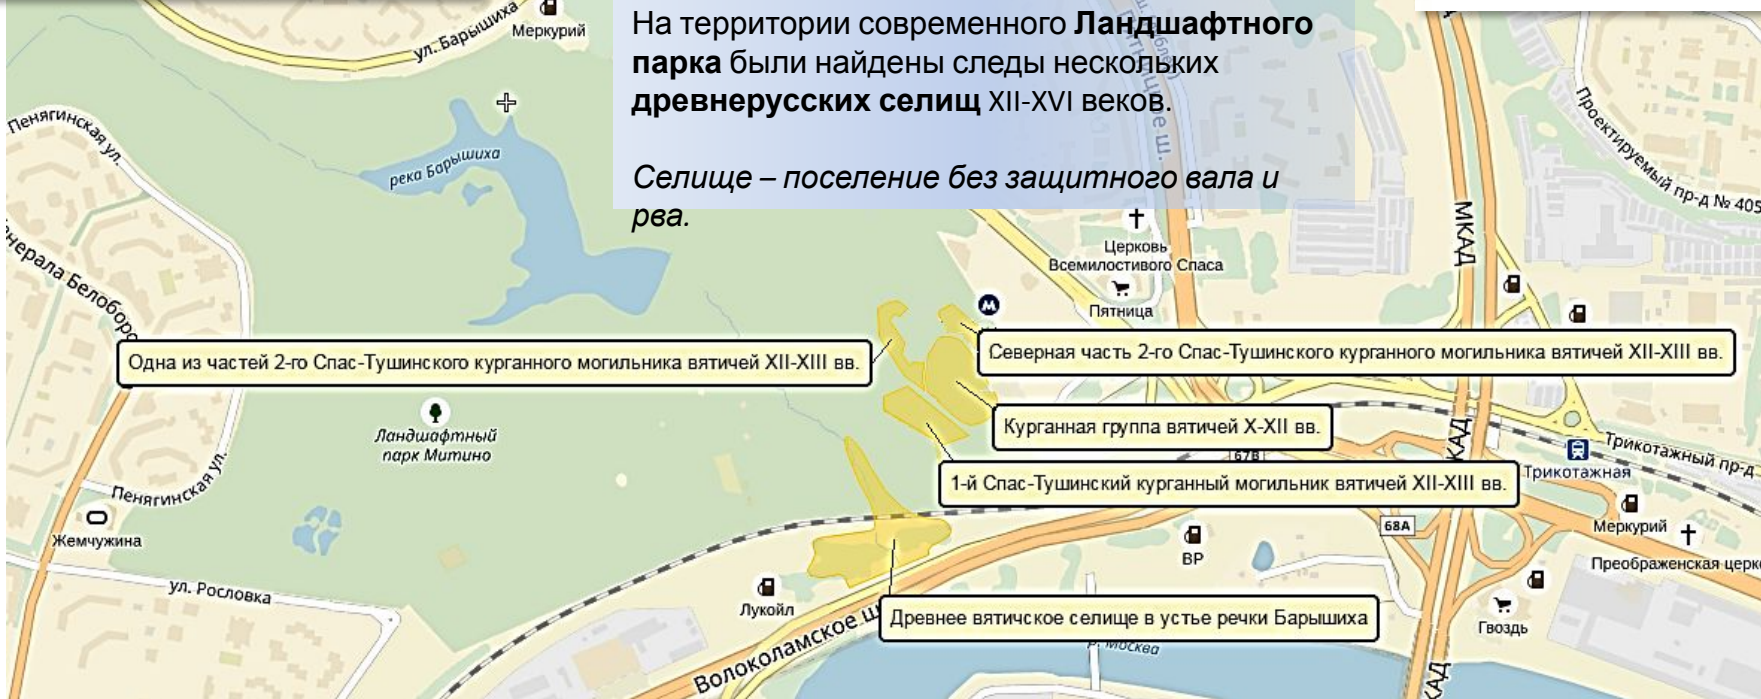 ул. Барышиха
Меркурий
На территории современного Ландшафтного
парка были найдены следы нескольких
древнерусских селищ XII-XVI веков.
Селище – поселение без защитного вала и
рва.
Пенягинская ул.
река Барышиха
Проектируемый пр-д № 405
МКАД
Церковь
Всемилостивого Спаса
Пятница
Одна из частей 2-го Спас-Тушинского курганного могильника вятичей XII-XIII вв.
Северная часть 2-го Спас-Тушинского курганного могильника вятичей XII-XIII вв.
Ландшафтный
парк Митино
Курганная группа вятичей X-XII вв.
67В
КАД
Трикотажный пр-д
Трикотажная
1-й Спас-Тушинский курганный могильник вятичей XII-XIII вв.
Пенягинская ул.
Жемчужина
68А
Меркурий
BP
Преображенская церк
ул. Рословка
Лукойл
Древнее вятичское селище в устье речки Барышиха
Гвоздь
Волоколамское ш
р. Москва
КАД